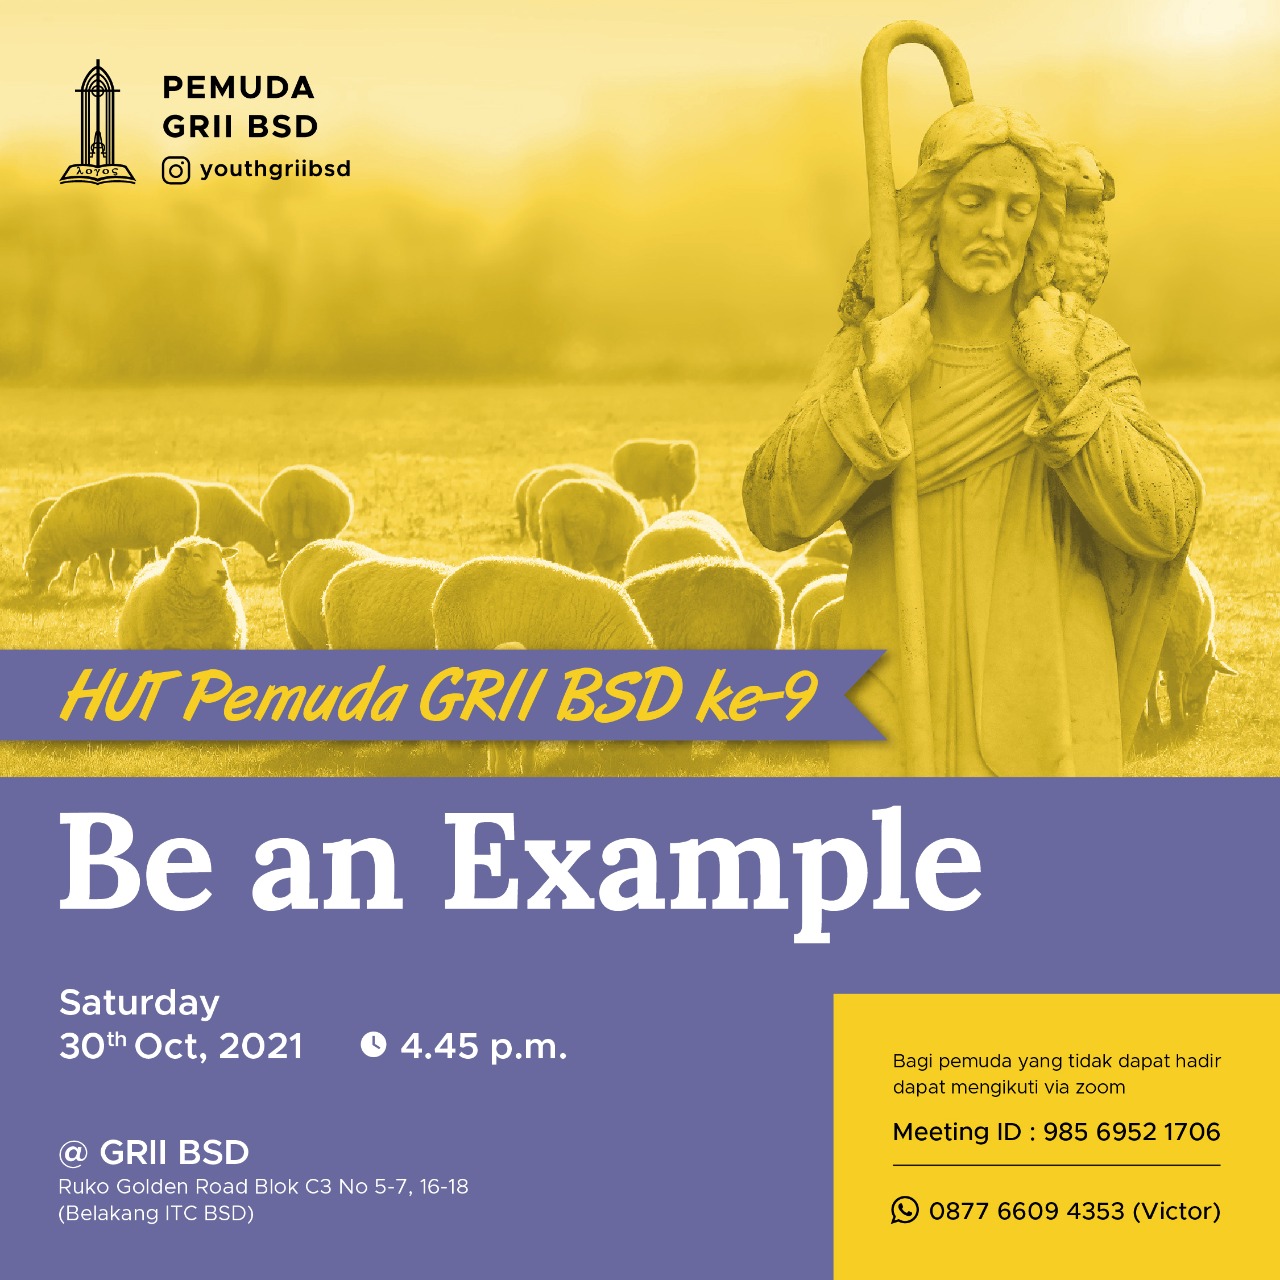 PEMUDA
GRII BSD
youthgriibsd
λογος
HUT Pemuda GRII BSD ke-9
Be an Example
Saturday
30th Oct, 2021
4.45 p.m.
@ GRII BSD
Ruko Golden Road Blok C3 No 5-7, 16-18
(Belakang ITC BSD)
Bagi pemuda yang tidak dapat hadir
dapat mengikuti via zoom
Meeting ID : 985 6952 1706
0877 6609 4353 (Victor)